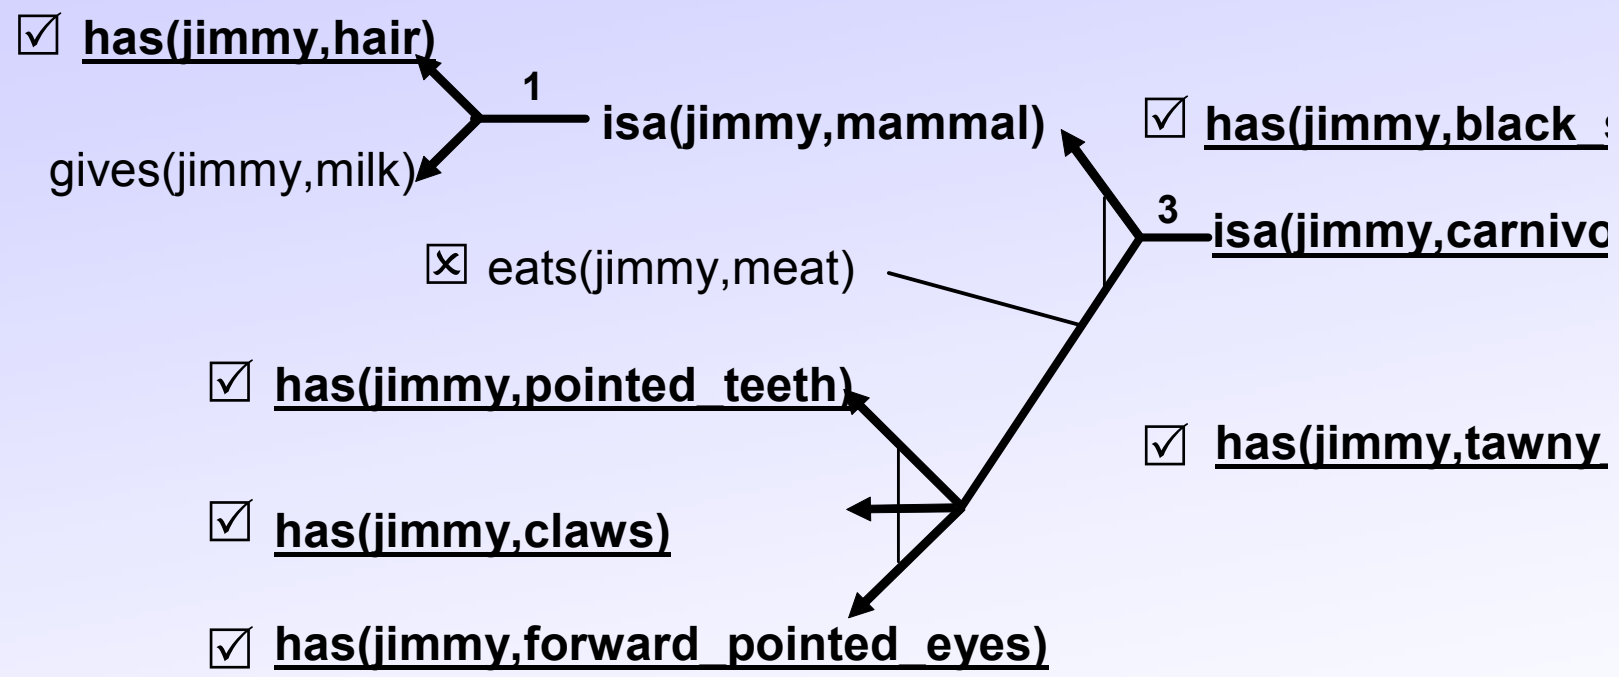 has(jimmy,hair)
1
isa(jimmy,mammal)
has(jimmy,black_
gives(jimmy,milk)
3
isa(jimmy,carnivo
eats(jimmy,meat)
has(jimmy,pointed_teeth)
has(jimmy,tawny_
has(jimmy,claws)
has(jimmy,forward_pointed_eyes)